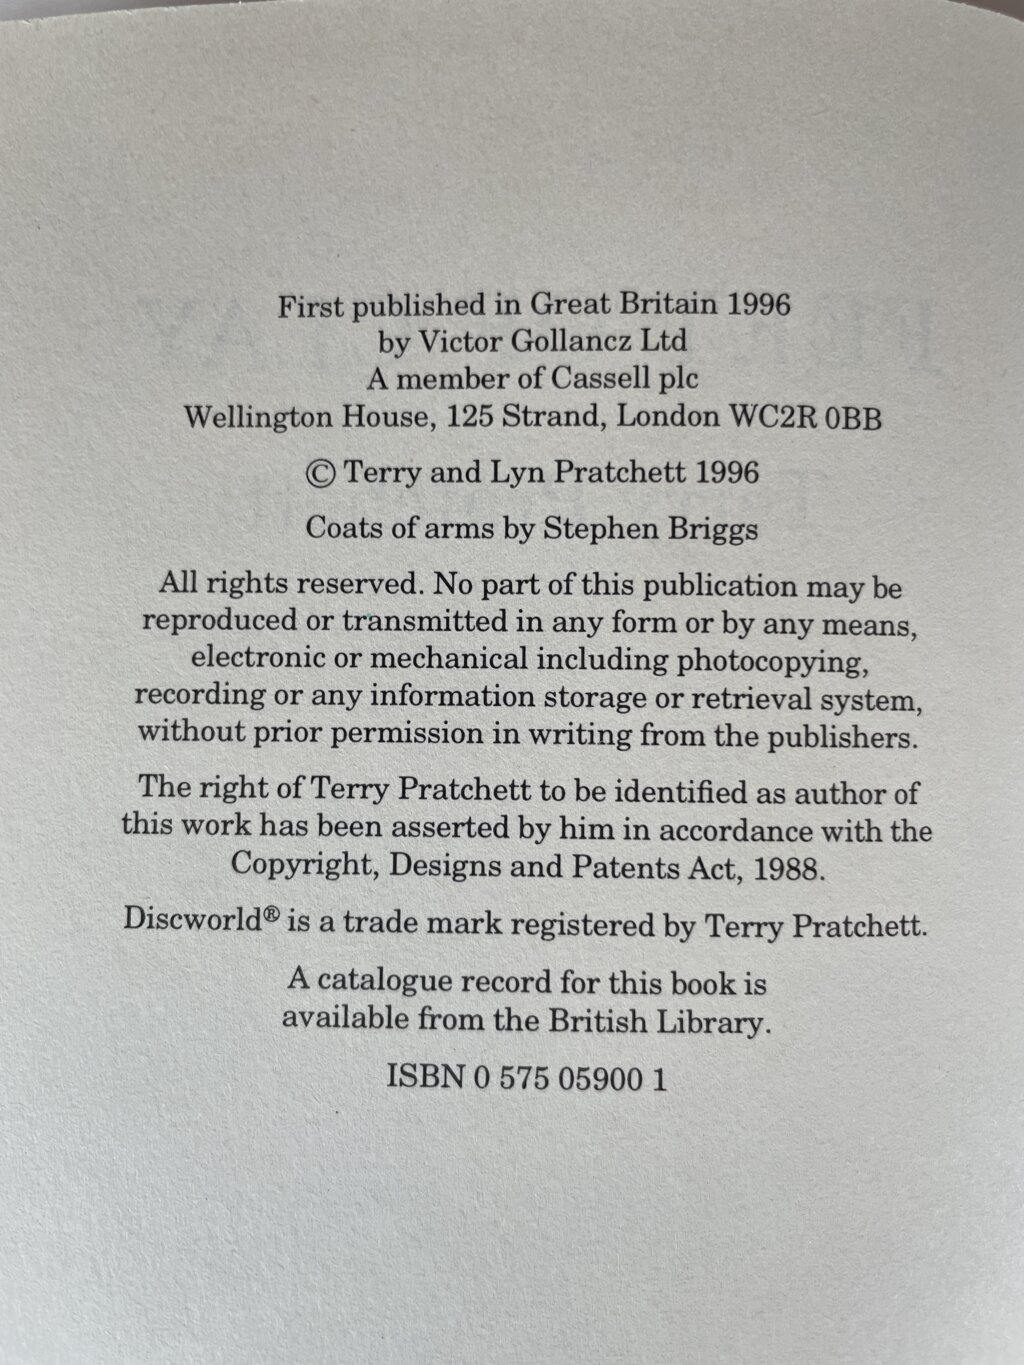 First published in Great Britain 1996
by Victor Gollancz Ltd
A member of Cassell plc
Wellington House, 125 Strand, London WC2R 0BB
© Terry and Lyn Pratchett 1996
Coats of arms by Stephen Briggs
All rights reserved. No part of this publication may be
reproduced or transmitted in any form or by any means,
electronic or mechanical including photocopying,
recording or any information storage or retrieval system,
without prior permission in writing from the publishers.
The right of Terry Pratchett to be identified as author of
this work has been asserted by him in accordance with the
Copyright, Designs and Patents Act, 1988.
Discworld® is a trade mark registered by Terry Pratchett.
A catalogue record for this book is
available from the British Library.
ISBN 0 575 05900 1